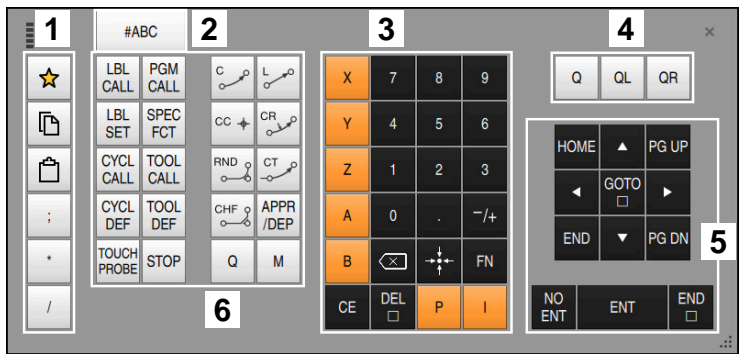 1
#ABC
2
3
4
×
LBL
CALL
PGM
CALL
C
L
X
7
8
9
Q
QL
QR
LBL
SET
SPEC
FCT
CC
CR
Y
4
5
6
HOME
▲
PG UP
CYCL
CALL
TOOL
CALL
RND
CT
Z
1
2
3
◄
GOTO
□
►
;
CYCL
DEF
TOOL
DEF
CHF
APPR
/DEP
A
0
.
−/+
END
▼
PG DN
5
*
TOUCH
PROBE
STOP
Q
M
B
FN
/
6
CE
DEL
□
P
I
NO
ENT
ENT
END
□